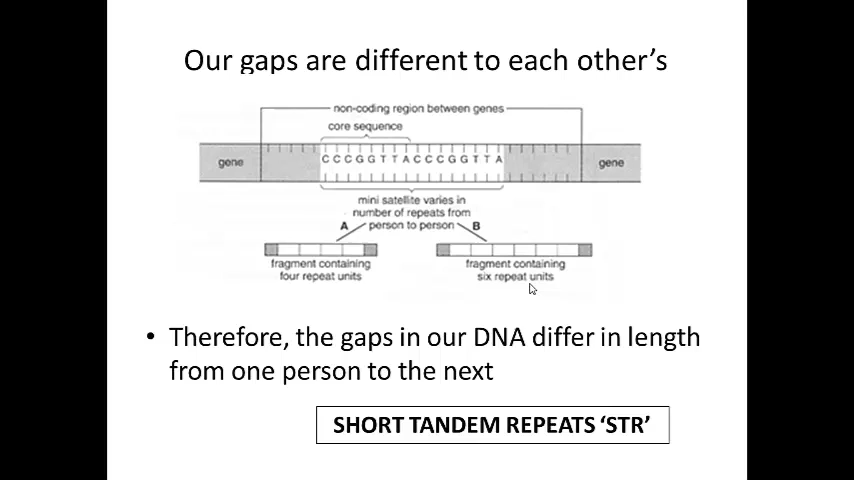 Our gaps are different to each other's
non-coding region between genes
core sequence
gene
CCCGGTTACCCGGTTA
gene
mini satellite varies in
number of repeats from
A person to person B
fragment containing
four repeat units
fragment containing
six repeat units
• Therefore, the gaps in our DNA differ in length
from one person to the next
SHORT TANDEM REPEATS 'STR'